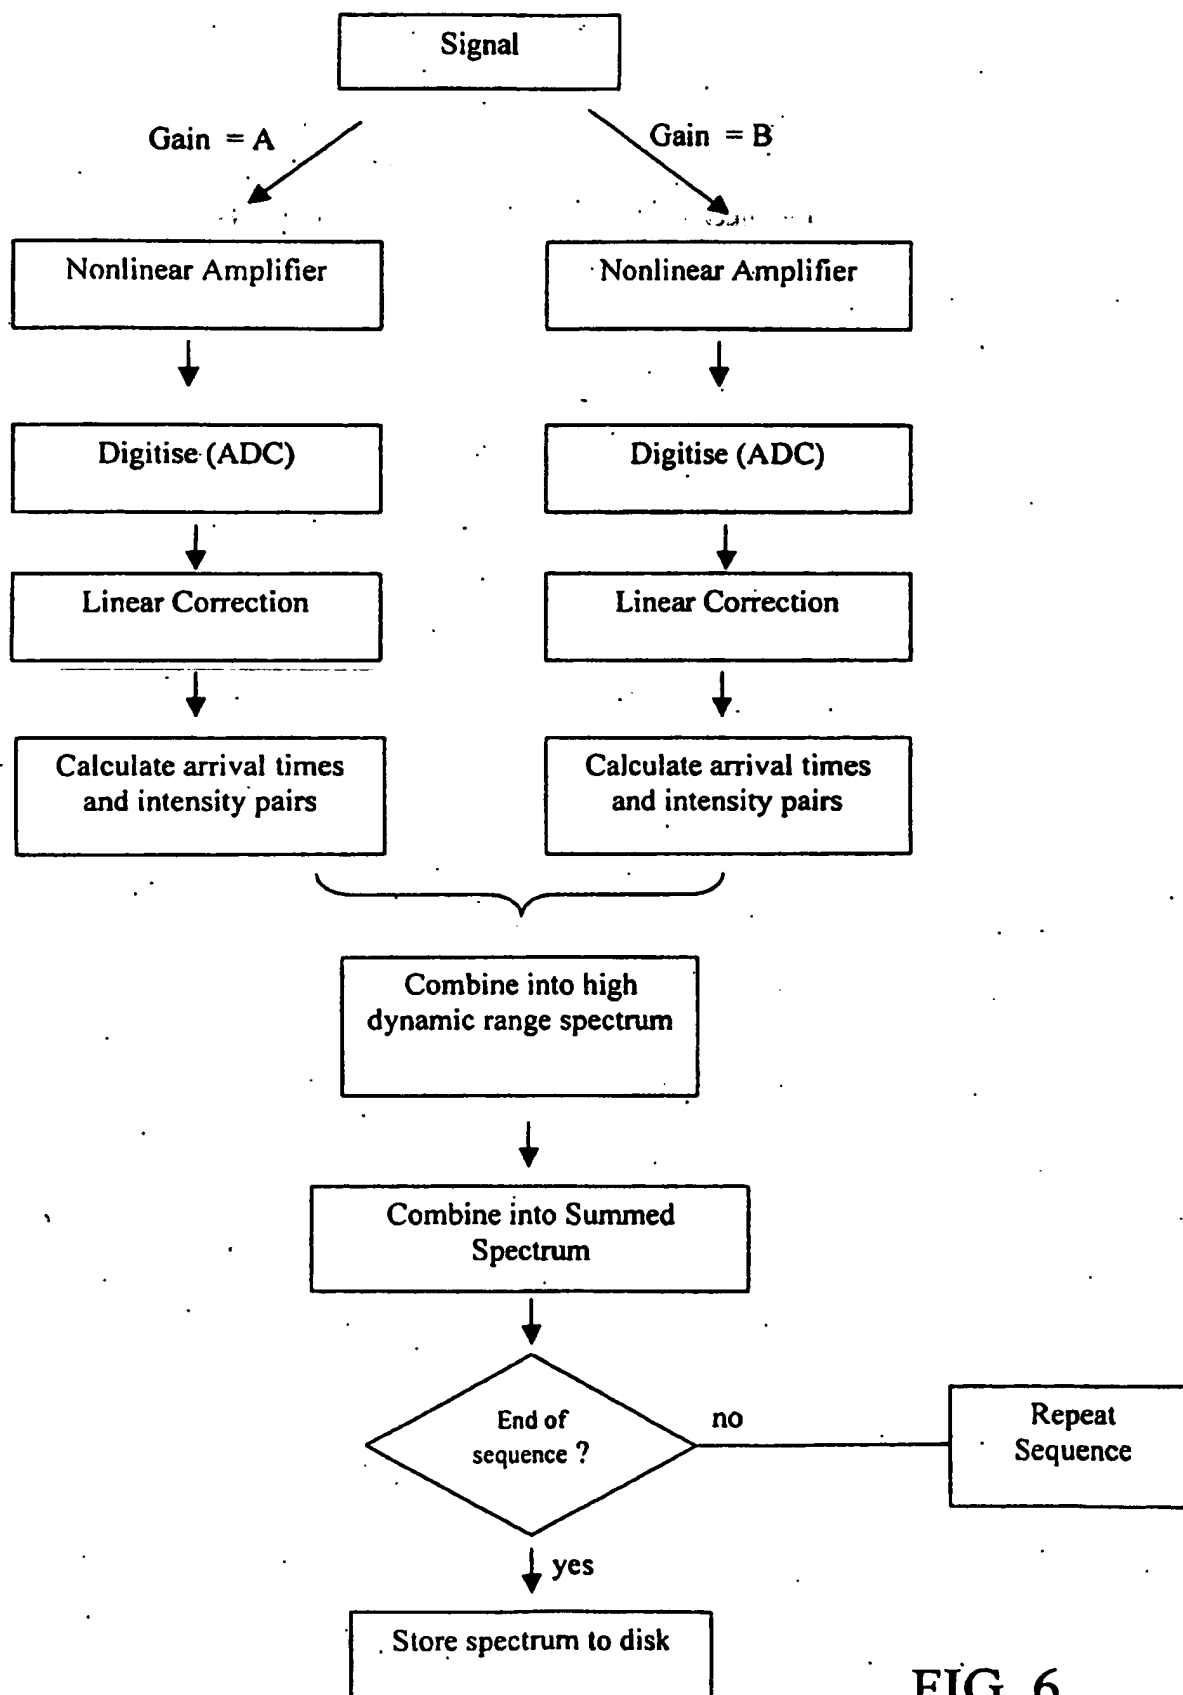 Signal
Gain = A
Gain = B
Nonlinear Amplifier
Nonlinear Amplifier
Digitise (ADC)
Digitise (ADC)
Linear Correction
Linear Correction
Calculate arrival times
and intensity pairs
Calculate arrival times
and intensity pairs
Combine into high
dynamic range spectrum
Combine into Summed
Spectrum
End of
sequence ?
no
Repeat
Sequence
yes
Store spectrum to disk
FIG. 6